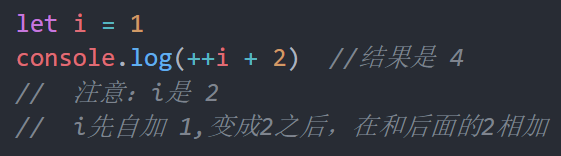 let i = 1
console.log(++i + 2)  //结果是 4
//  注意：i是 2
//  i先自加 1,变成2之后，在和后面的2相加